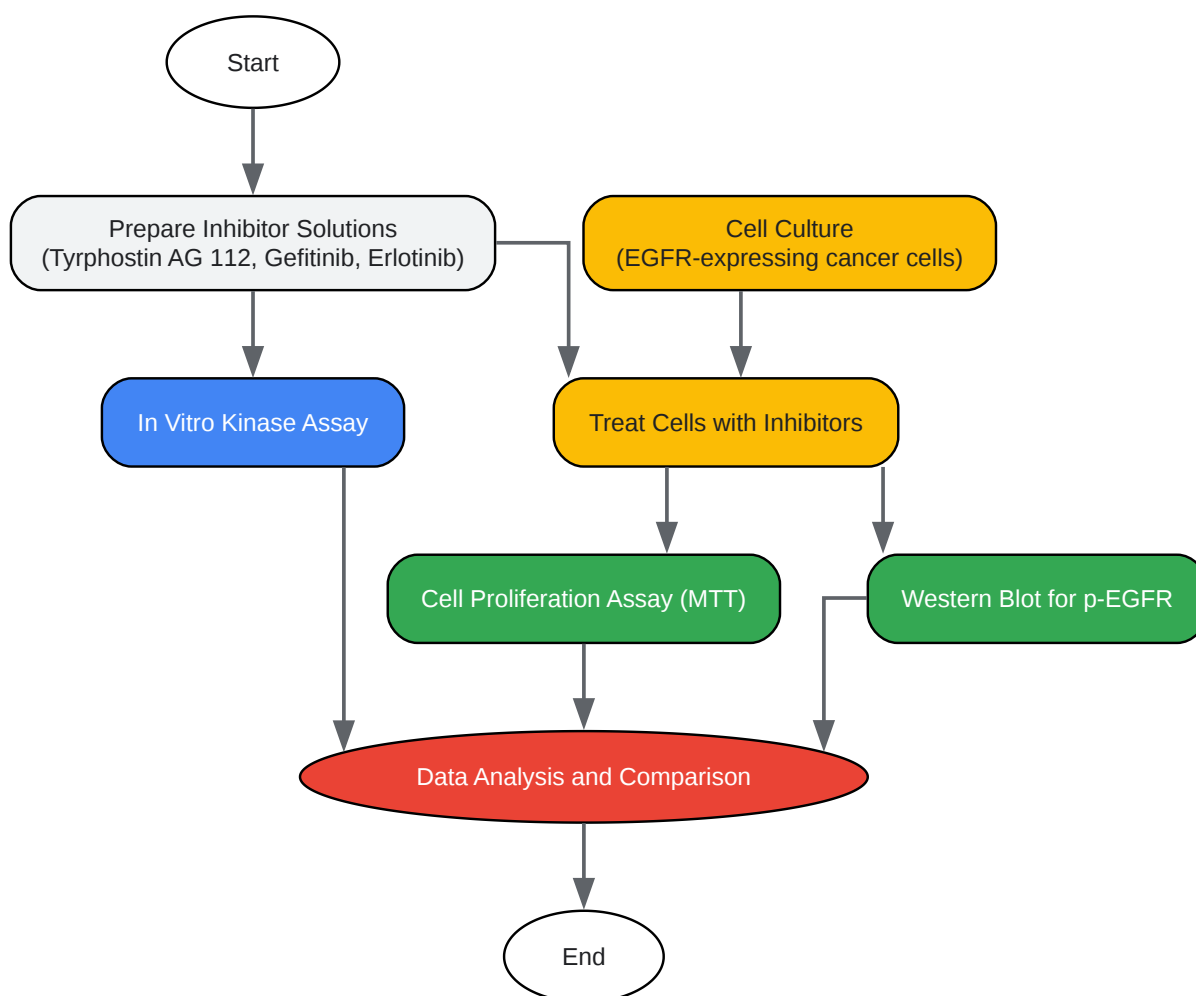 Start
Prepare Inhibitor Solutions
(Tyrphostin AG 112, Gefitinib, Erlotinib)
Cell Culture
(EGFR-expressing cancer cells)
In Vitro Kinase Assay
Treat Cells with Inhibitors
Cell Proliferation Assay (MTT)
Western Blot for p-EGFR
Data Analysis and Comparison
End